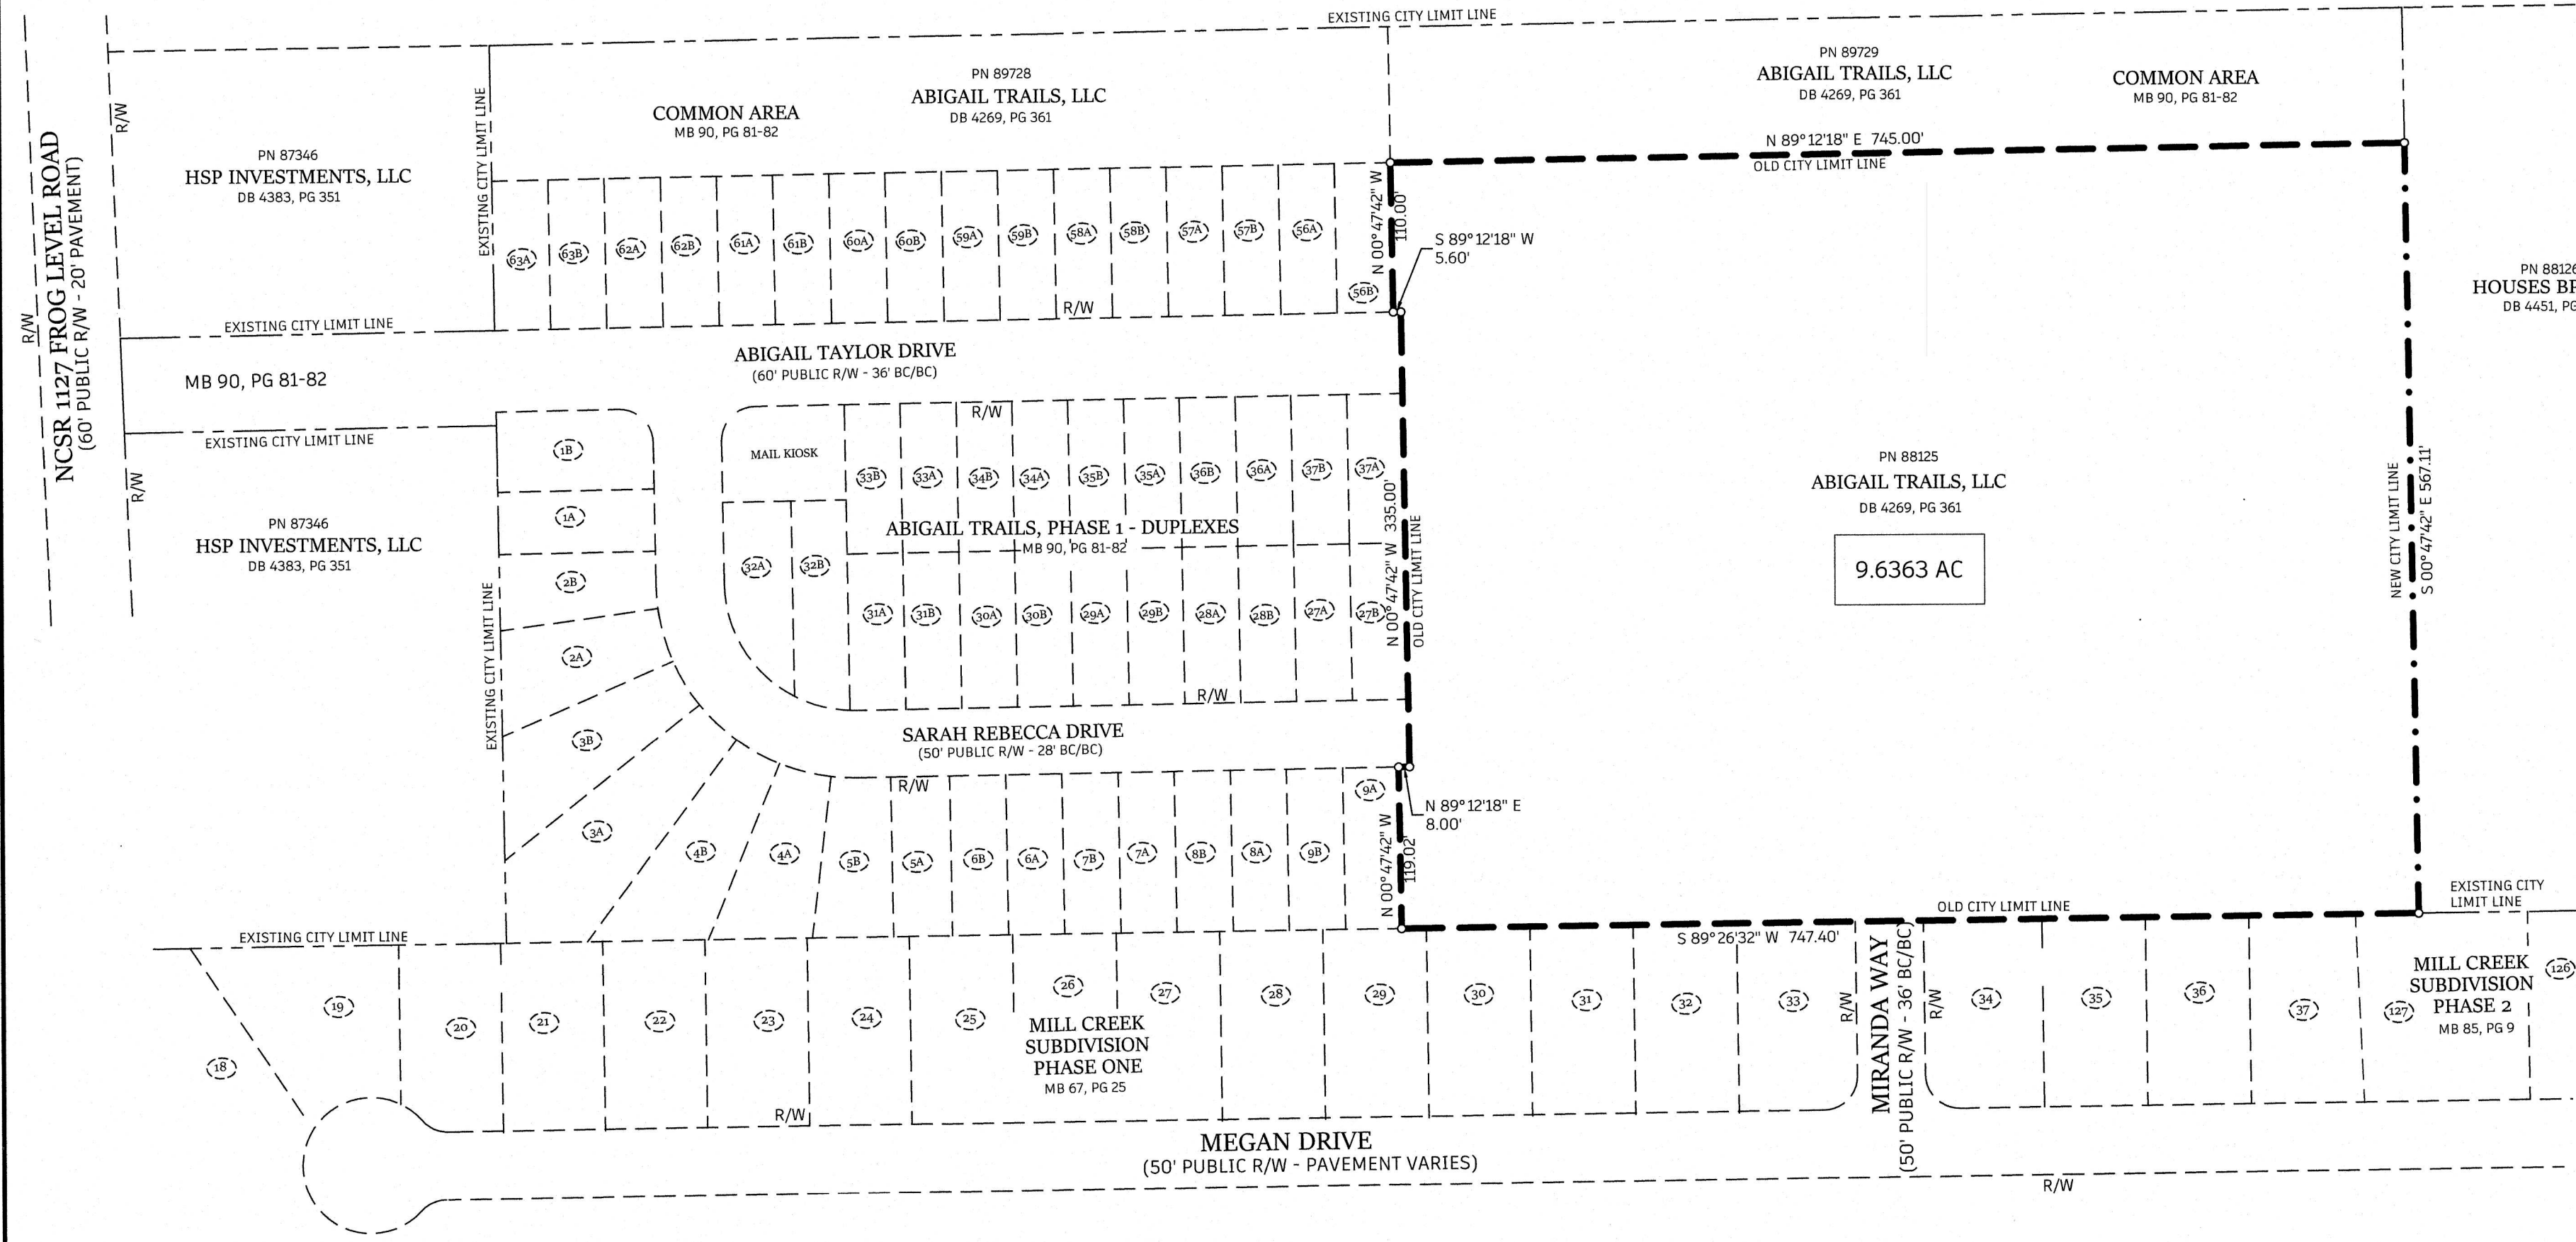 EXISTING CITY LIMIT LINE
R/W
R/W
NCSR 1127 FROG LEVEL ROAD
(60' PUBLIC R/W - 20' PAVEMENT)
R/W
PN 87346
HSP INVESTMENTS, LLC
DB 4383, PG 351
EXISTING CITY LIMIT LINE
COMMON AREA
MB 90, PG 81-82
PN 89728
ABIGAIL TRAILS, LLC
DB 4269, PG 361
PN 89729
ABIGAIL TRAILS, LLC
DB 4269, PG 361
COMMON AREA
MB 90, PG 81-82
N 89°12'18" E 745.00'
OLD CITY LIMIT LINE
63A
63B
62A
62B
61A
61B
60A
60B
59A
59B
58A
58B
57A
57B
56A
56B
R/W
N 00°47'42" W
110.00'
S 89°12'18" W
5.60'
PN 88126
HOUSES
DB 4451,
EXISTING CITY LIMIT LINE
MB 90, PG 81-82
EXISTING CITY LIMIT LINE
ABIGAIL TAYLOR DRIVE
(60' PUBLIC R/W - 36' BC/BC)
PN 87346
HSP INVESTMENTS, LLC
DB 4383, PG 351
EXISTING CITY LIMIT LINE
1B
1A
2B
2A
3B
3A
4B
4A
MAIL KIOSK
R/W
33B
33A
34B
34A
35B
35A
36B
36A
37B
37A
ABIGAIL TRAILS, PHASE 1 - DUPLEXES
MB 90, PG 81-82
32A
32B
31A
31B
30A
30B
29A
29B
28A
28B
27A
27B
R/W
N 00°47'42" W 335.00'
OLD CITY LIMIT LINE
PN 88125
ABIGAIL TRAILS, LLC
DB 4269, PG 361
9.6363 AC
NEW CITY LIMIT LINE
S 00°47'42" E 567.11'
SARAH REBECCA DRIVE
(50' PUBLIC R/W - 28' BC/BC)
R/W
5B
5A
6B
6A
7B
7A
8B
8A
9B
9A
N 00°47'42" W
119.02'
N 89°12'18" E
8.00'
EXISTING CITY LIMIT LINE
OLD CITY LIMIT LINE
S 89°26'32" W 747.40'
EXISTING CITY
LIMIT LINE
18
19
20
21
22
23
24
25
26
27
28
29
30
31
32
33
R/W
MIRANDA WAY
(50' PUBLIC R/W - 36' BC/BC)
R/W
34
35
36
37
127
126
MILL CREEK
SUBDIVISION
PHASE ONE
MB 67, PG 25
MILL CREEK
SUBDIVISION
PHASE 2
MB 85, PG 9
R/W
MEGAN DRIVE
(50' PUBLIC R/W - PAVEMENT VARIES)
R/W